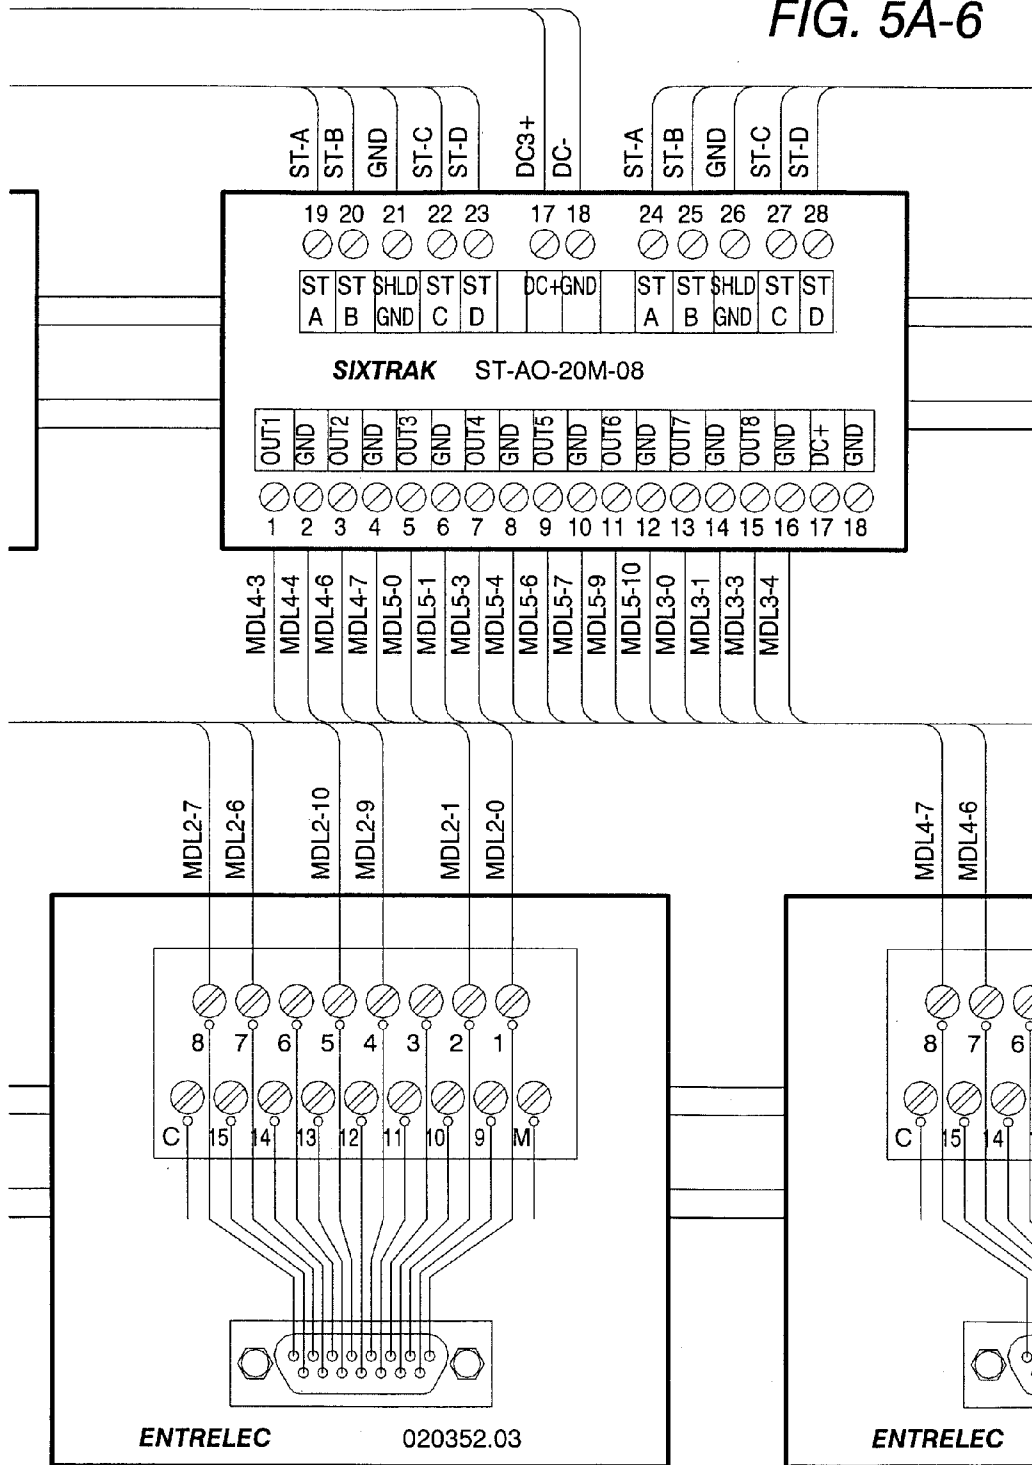 FIG. 5A-6
ST-A ST-B GND ST-C ST-D DC3+ DC- ST-A ST-B GND ST-C ST-D
19 20 21 22 23 17 18 24 25 26 27 28
ST ST SHLD ST ST DC+ GND ST ST SHLD ST ST
A B GND C D A B GND C D
SIXTRAK ST-AO-20M-08
OUT1 GND OUT2 GND OUT3 GND OUT4 GND OUT5 GND OUT6 GND OUT7 GND OUT8 GND DC+ GND
1 2 3 4 5 6 7 8 9 10 11 12 13 14 15 16 17 18
MDL4-3 MDL4-4 MDL4-6 MDL4-7 MDL5-0 MDL5-1 MDL5-3 MDL5-4 MDL5-6 MDL5-7 MDL5-9 MDL5-10 MDL3-0 MDL3-1 MDL3-3 MDL3-4
MDL2-7 MDL2-6 MDL2-10 MDL2-9 MDL2-1 MDL2-0 MDL4-7 MDL4-6
8 7 6 5 4 3 2 1 8 7 6
C 15 14 13 12 11 10 9 M C 15 14
ENTRELEC 020352.03 ENTRELEC